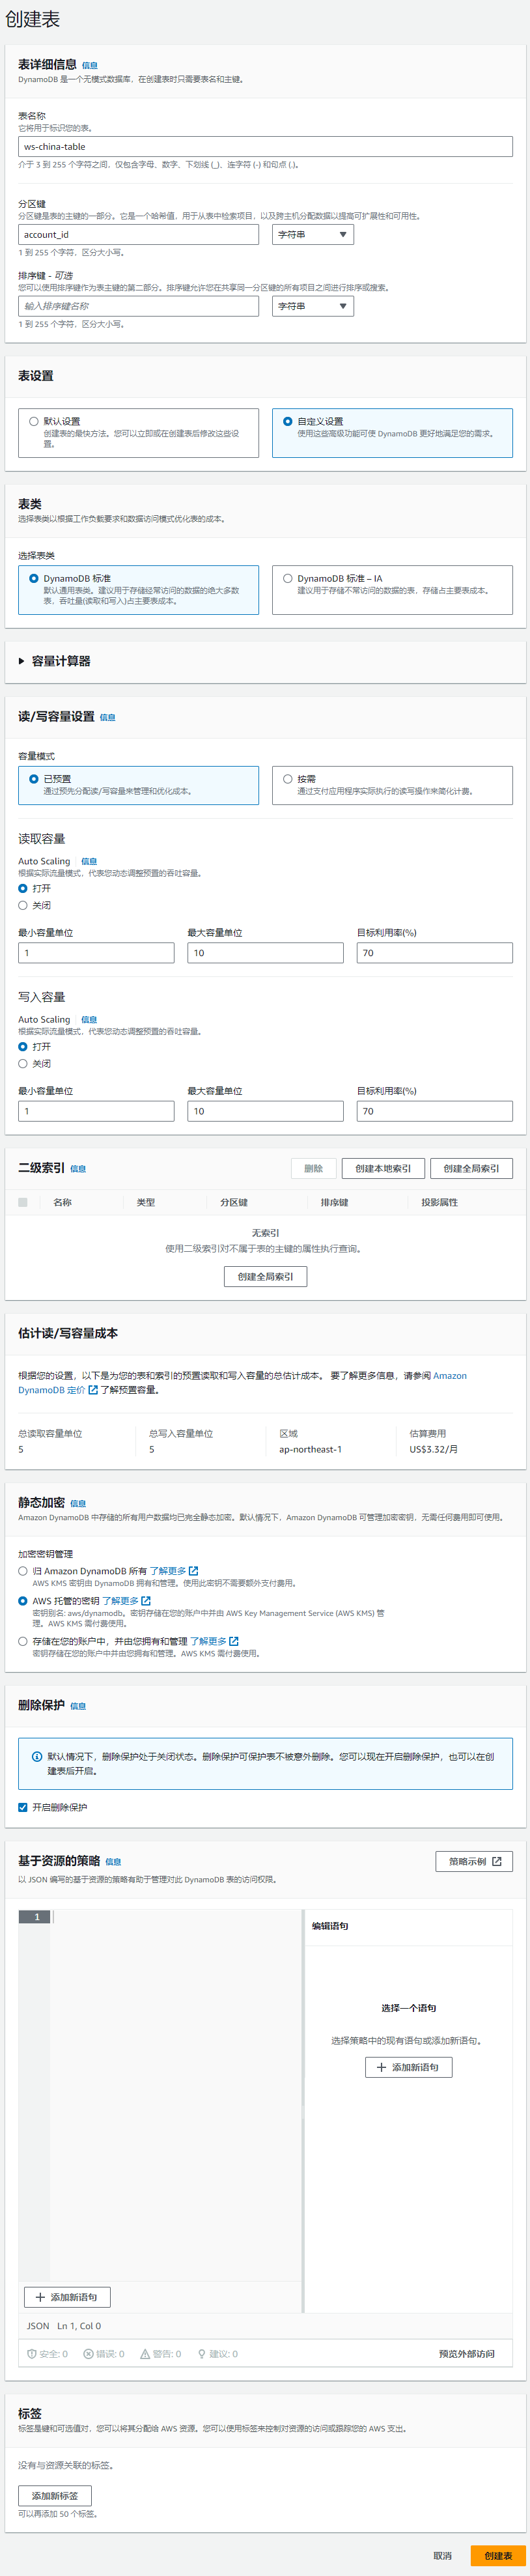 创建表
表详细信息 信息
DynamoDB 是一个无模式数据库，在创建表时只需要表名和主键。
表名称
它将用于标识您的表。
ws-china-table
介于 3 到 255 个字符之间，仅包含字母、数字、下划线 (_)、连字符 (-) 和句点 (.)。
分区键
分区键是表的主键的一部分。它是一个哈希值，用于从表中检索项目，以及跨主机分配数据以提高可扩展性和可用性。
account_id 字符串
1 到 255 个字符，区分大小写。
排序键 - 可选
您可以使用排序键作为表主键的第二部分。排序键允许您在共享同一分区键的所有项目之间进行排序或搜索。
输入排序键名称 字符串
1 到 255 个字符，区分大小写。
表设置
默认设置
创建表的最快方法。您可以立即或在创建表后修改这些设
置。
自定义设置
使用这些高级功能可使 DynamoDB 更好地满足您的需求。
表类
选择表类以根据工作负载要求和数据访问模式优化表的成本。
选择表类
DynamoDB 标准
默认通用表类。建议用于存储经常访问的数据的绝大多数
表，吞吐量(读取和写入)占主要表成本。
DynamoDB 标准 – IA
建议用于存储不常访问的数据的表，存储占主要表成本。
容量计算器
读/写容量设置 信息
容量模式
已预置
通过预先分配读/写容量来管理和优化成本。
按需
通过支付应用程序实际执行的读写操作来简化计费。
读取容量
Auto Scaling 信息
根据实际流量模式，代表您动态调整预置的吞吐容量。
打开
关闭
最小容量单位 最大容量单位 目标利用率(%)
1 10 70
写入容量
Auto Scaling 信息
根据实际流量模式，代表您动态调整预置的吞吐容量。
打开
关闭
最小容量单位 最大容量单位 目标利用率(%)
1 10 70
二级索引 信息 删除 创建本地索引 创建全局索引
名称 类型 分区键 排序键 投影属性
无索引
使用二级索引对不属于表的主键的属性执行查询。
创建全局索引
估计读/写容量成本
根据您的设置，以下是为您的表和索引的预置读取和写入容量的总估计成本。 要了解更多信息，请参阅 Amazon
DynamoDB 定价 了解预置容量。
总读取容量单位 总写入容量单位 区域 估算费用
5 5 ap-northeast-1 US$3.32/月
静态加密 信息
Amazon DynamoDB 中存储的所有用户数据均已完全静态加密。默认情况下，Amazon DynamoDB 可管理加密密钥，无需任何费用即可使用。
加密密钥管理
归 Amazon DynamoDB 所有 了解更多
AWS KMS 密钥由 DynamoDB 拥有和管理。使用此密钥不需要额外支付费用。
AWS 托管的密钥 了解更多
密钥别名: aws/dynamodb。密钥存储在您的账户中并由 AWS Key Management Service (AWS KMS) 管
理。AWS KMS 需付费使用。
存储在您的账户中，并由您拥有和管理 了解更多
密钥存储在您的账户中并由您拥有和管理。AWS KMS 需付费使用。
删除保护 信息
默认情况下，删除保护处于关闭状态。删除保护可保护表不被意外删除。您可以现在开启删除保护，也可以在创
建表后开启。
开启删除保护
基于资源的策略 信息 策略示例
以 JSON 编写的基于资源的策略有助于管理对此 DynamoDB 表的访问权限。
1
编辑语句
选择一个语句
选择策略中的现有语句或添加新语句。
添加新语句
添加新语句
JSON Ln 1, Col 0
安全: 0 错误: 0 警告: 0 建议: 0 预览外部访问
标签
标签是键和可选值对，您可以将其分配给 AWS 资源。您可以使用标签来控制对资源的访问或跟踪您的 AWS 支出。
没有与资源关联的标签。
添加新标签
可以再添加 50 个标签。
取消 创建表